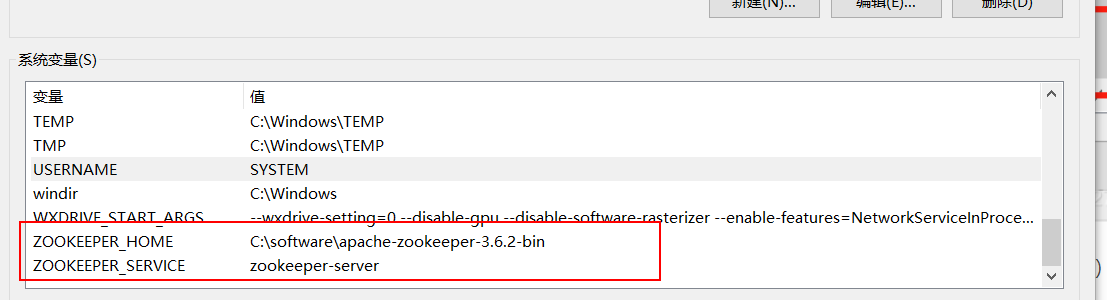 新建(N)...
编辑(E)...
删除(D)
系统变量(S)
变量 值
TEMP C:\Windows\TEMP
TMP C:\Windows\TEMP
USERNAME SYSTEM
windir C:\Windows
WXDRIVE_START_ARGS --wxdrive-setting=0 --disable-gpu --disable-software-rasterizer --enable-features=NetworkServiceInProce...
ZOOKEEPER_HOME C:\software\apache-zookeeper-3.6.2-bin
ZOOKEEPER_SERVICE zookeeper-server
)